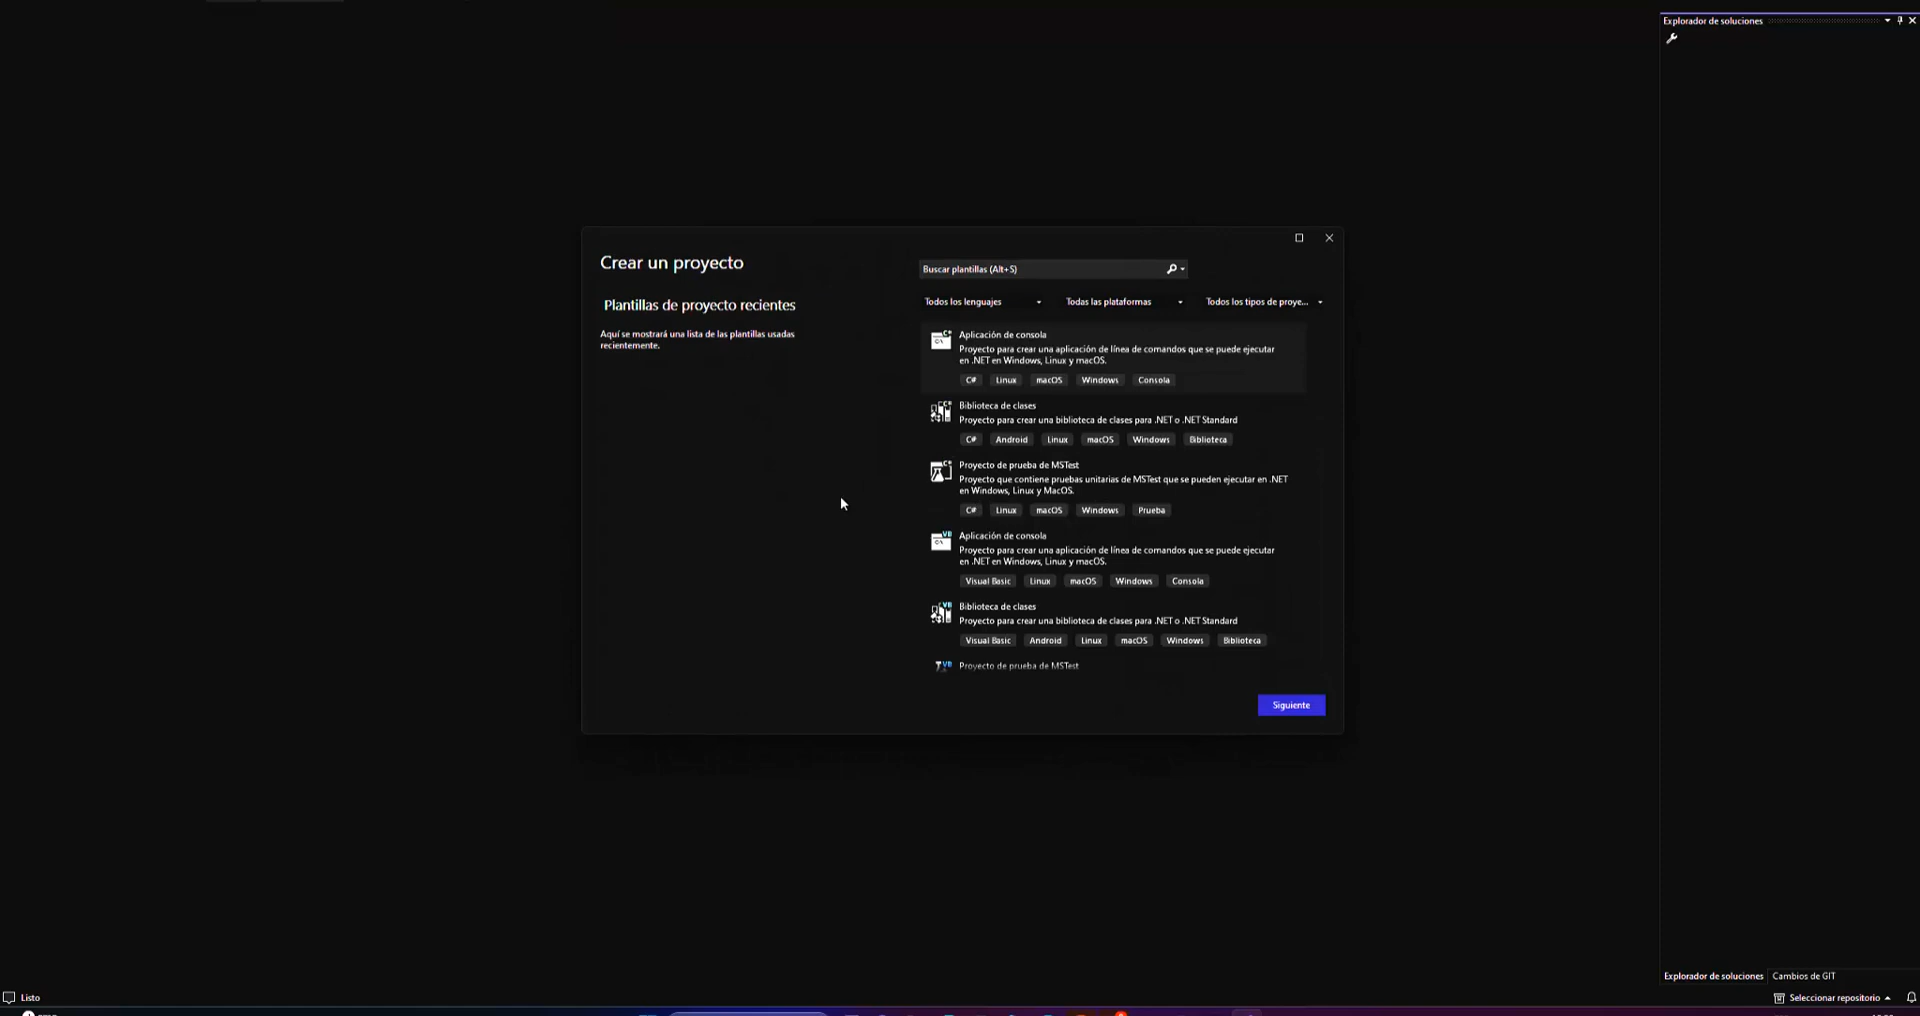 Explorador de soluciones
Crear un proyecto
Plantillas de proyecto recientes
Aquí se mostrará una lista de las plantillas usadas
recientemente.
Buscar plantillas (Alt+S)
Todos los lenguajes
Todas las plataformas
Todos los tipos de proye...
C#
Aplicación de consola
Proyecto para crear una aplicación de línea de comandos que se puede ejecutar
en .NET en Windows, Linux y macOS.
C# Linux macOS Windows Consola
C#
Biblioteca de clases
Proyecto para crear una biblioteca de clases para .NET o .NET Standard
C# Android Linux macOS Windows Biblioteca
C#
Proyecto de prueba de MSTest
Proyecto que contiene pruebas unitarias de MSTest que se pueden ejecutar en .NET
en Windows, Linux y MacOS.
C# Linux macOS Windows Prueba
VB
Aplicación de consola
Proyecto para crear una aplicación de línea de comandos que se puede ejecutar
en .NET en Windows, Linux y macOS.
Visual Basic Linux macOS Windows Consola
VB
Biblioteca de clases
Proyecto para crear una biblioteca de clases para .NET o .NET Standard
Visual Basic Android Linux macOS Windows Biblioteca
VB
Proyecto de prueba de MSTest
Siguiente
Explorador de soluciones
Cambios de GIT
Listo
Seleccionar repositorio